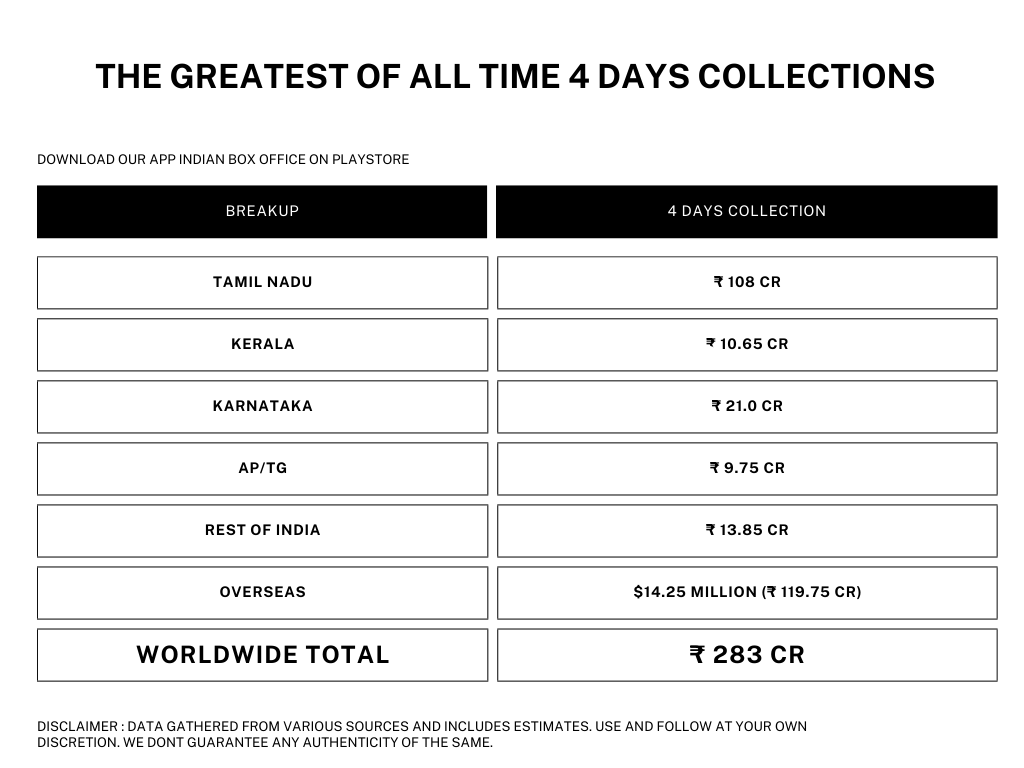 THE GREATEST OF ALL TIME 4 DAYS COLLECTIONS
DOWNLOAD OUR APP INDIAN BOX OFFICE ON PLAYSTORE
BREAKUP 4 DAYS COLLECTION
TAMIL NADU ₹ 108 CR
KERALA ₹ 10.65 CR
KARNATAKA ₹ 21.0 CR
AP/TG ₹ 9.75 CR
REST OF INDIA ₹ 13.85 CR
OVERSEAS $14.25 MILLION (₹ 119.75 CR)
WORLDWIDE TOTAL ₹ 283 CR
DISCLAIMER : DATA GATHERED FROM VARIOUS SOURCES AND INCLUDES ESTIMATES. USE AND FOLLOW AT YOUR OWN
DISCRETION. WE DONT GUARANTEE ANY AUTHENTICITY OF THE SAME.